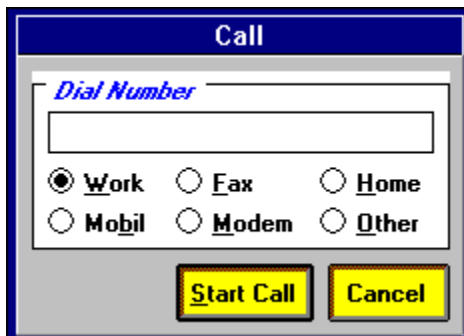 Call
Dial Number
Work Fax Home
Mobil Modem Other
Start Call Cancel